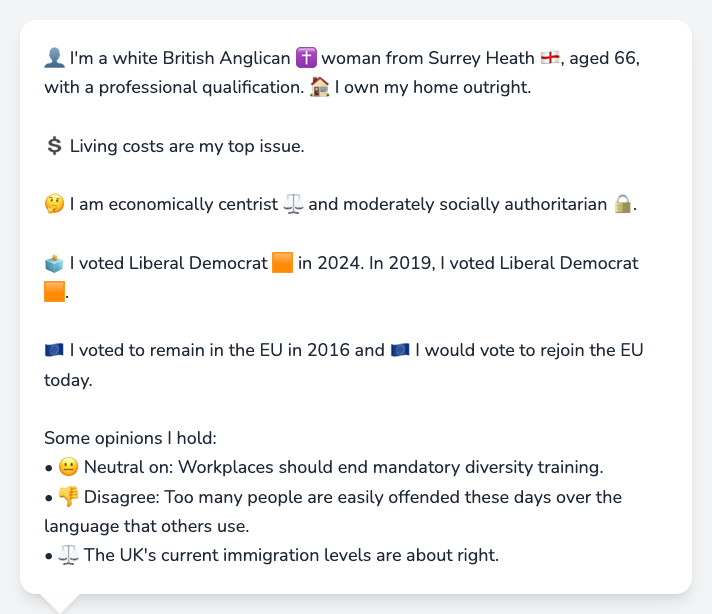 👤 I'm a white British Anglican ✝️ woman from Surrey Heath 🏴󠁧󠁢󠁥󠁮󠁧󠁿, aged 66,
with a professional qualification. 🏠 I own my home outright.
💲 Living costs are my top issue.
🤔 I am economically centrist ⚖️ and moderately socially authoritarian 🔒.
🗳️ I voted Liberal Democrat 🟧 in 2024. In 2019, I voted Liberal Democrat
🟧.
🇪🇺 I voted to remain in the EU in 2016 and 🇪🇺 I would vote to rejoin the EU
today.
Some opinions I hold:
• 😐 Neutral on: Workplaces should end mandatory diversity training.
• 👎 Disagree: Too many people are easily offended these days over the
language that others use.
• ⚖️ The UK's current immigration levels are about right.